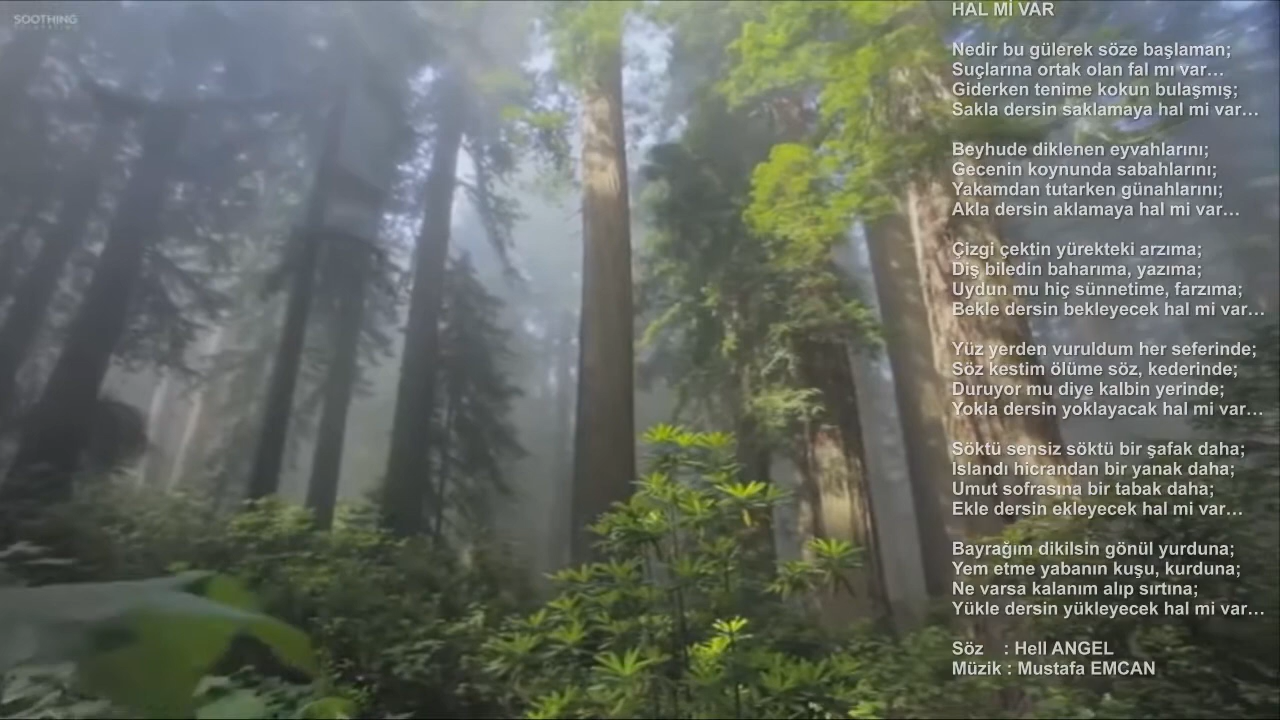 SOOTHING
HAL Mİ VAR
Nedir bu gülerek söze başlaman;
Suçlarına ortak olan fal mı var...
Giderken tenime kokun bulaşmış;
Sakla dersin saklamaya hal mi var...
Beyhude diklenen eyvahlarını;
Gecenin koynunda sabahlarını;
Yakamdan tutarken günahlarını;
Akla dersin aklamaya hal mi var...
Çizgi çektin yürekteki arzıma;
Diş biledin baharıma, yazıma;
Uydun mu hiç sünnetime, farzıma;
Bekle dersin bekleyecek hal mi var...
Yüz yerden vuruldum her seferinde;
Söz kestim ölüme söz, kederinde;
Duruyor mu diye kalbin yerinde;
Yokla dersin yoklayacak hal mi var...
Söktü sensiz söktü bir şafak daha;
Islandı hicrandan bir yanak daha;
Umut sofrasına bir tabak daha;
Ekle dersin ekleyecek hal mi var...
Bayrağım dikilsin gönül yurduna;
Yem etme yabanın kuşu, kurduna;
Ne varsa kalanım alıp sırtına;
Yükle dersin yükleyecek hal mi var...
Söz : Hell ANGEL
Müzik : Mustafa EMCAN